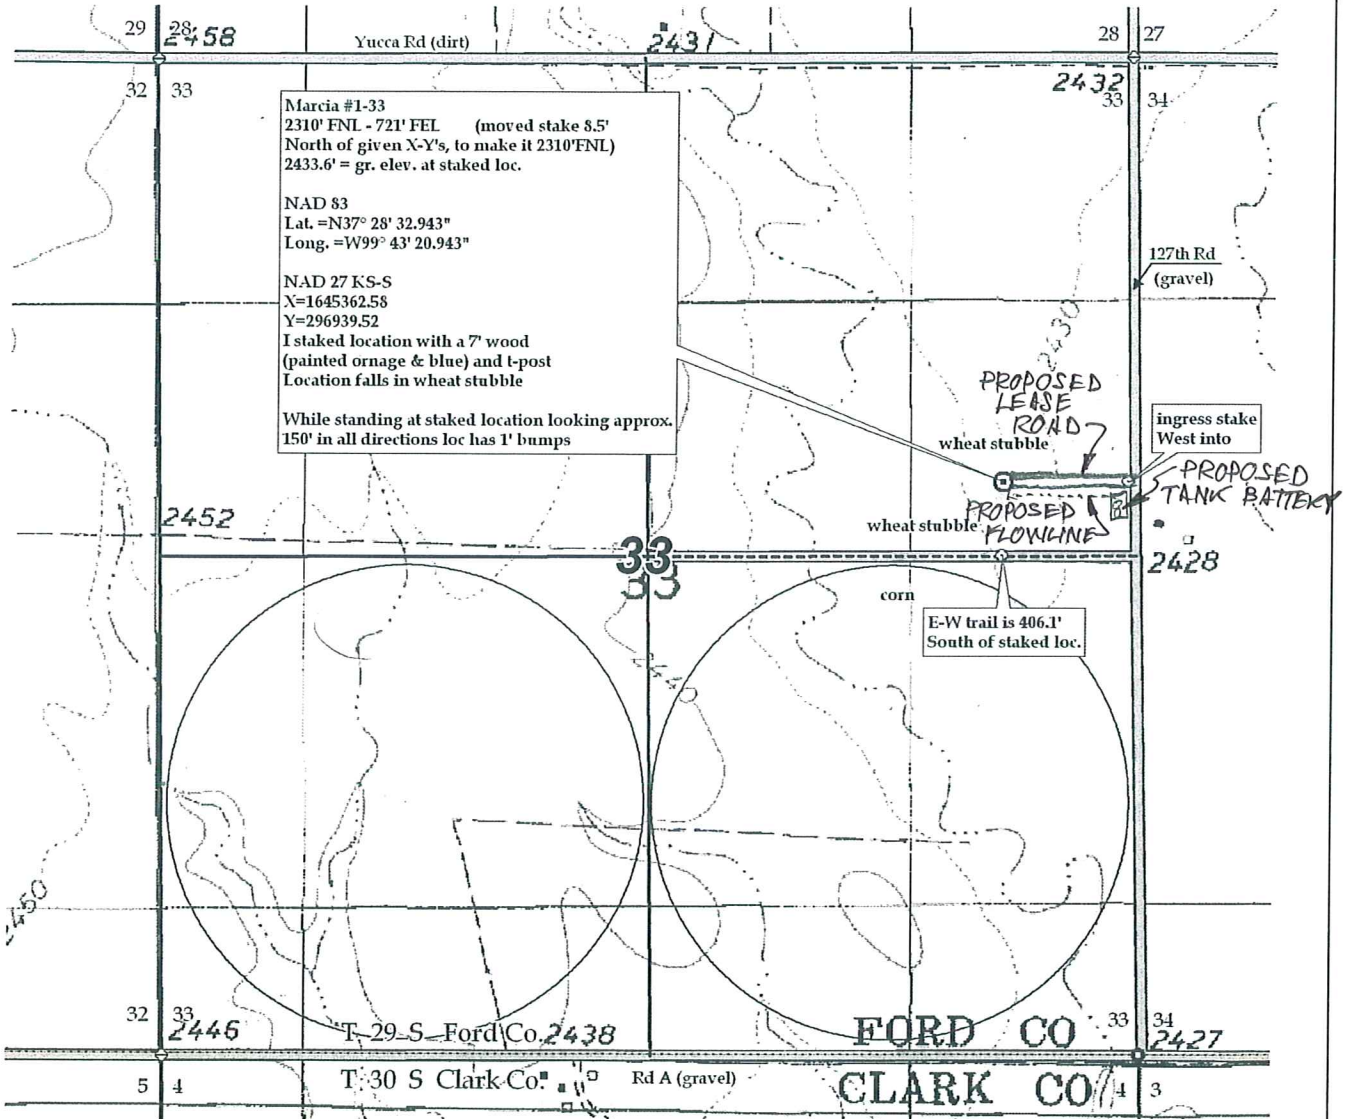 29 28
2458
Yucca Rd (dirt)
2431
28 27
32 33
2432
33 34
Marcia #1-33
2310' FNL - 721' FEL (moved stake 8.5'
North of given X-Y's, to make it 2310'FNL)
2433.6' = gr. elev. at staked loc.
NAD 83
Lat. =N37° 28' 32.943"
Long. =W99° 43' 20.943"
NAD 27 KS-S
X=1645362.58
Y=296939.52
I staked location with a 7' wood
(painted ornage & blue) and t-post
Location falls in wheat stubble
While standing at staked location looking approx.
150' in all directions loc has 1' bumps
127th Rd
(gravel)
2430
PROPOSED
LEASE
ROAD
wheat stubble
ingress stake
West into
PROPOSED
TANK BATTERY
PROPOSED
FLOWLINE
wheat stubble
2452
33
33
2428
corn
E-W trail is 406.1'
South of staked loc.
2440
2450
32 33
2446
T 29 S Ford Co.
2438
FORD CO
33 34
2427
5 4
T 30 S Clark Co.
Rd A (gravel)
CLARK CO
4 3